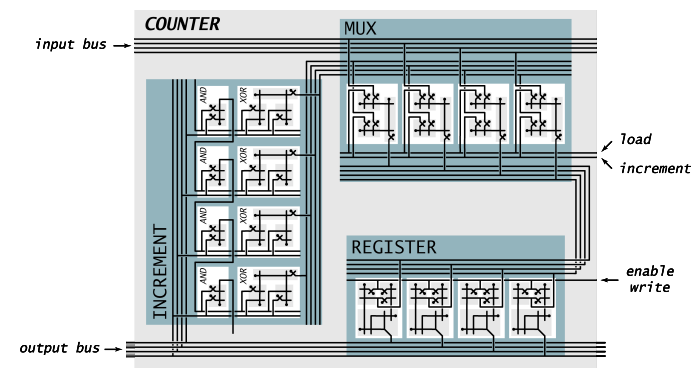 COUNTER
MUX
input bus
AND
XOR
AND
XOR
AND
XOR
AND
XOR
INCREMENT
load
increment
REGISTER
enable
write
output bus